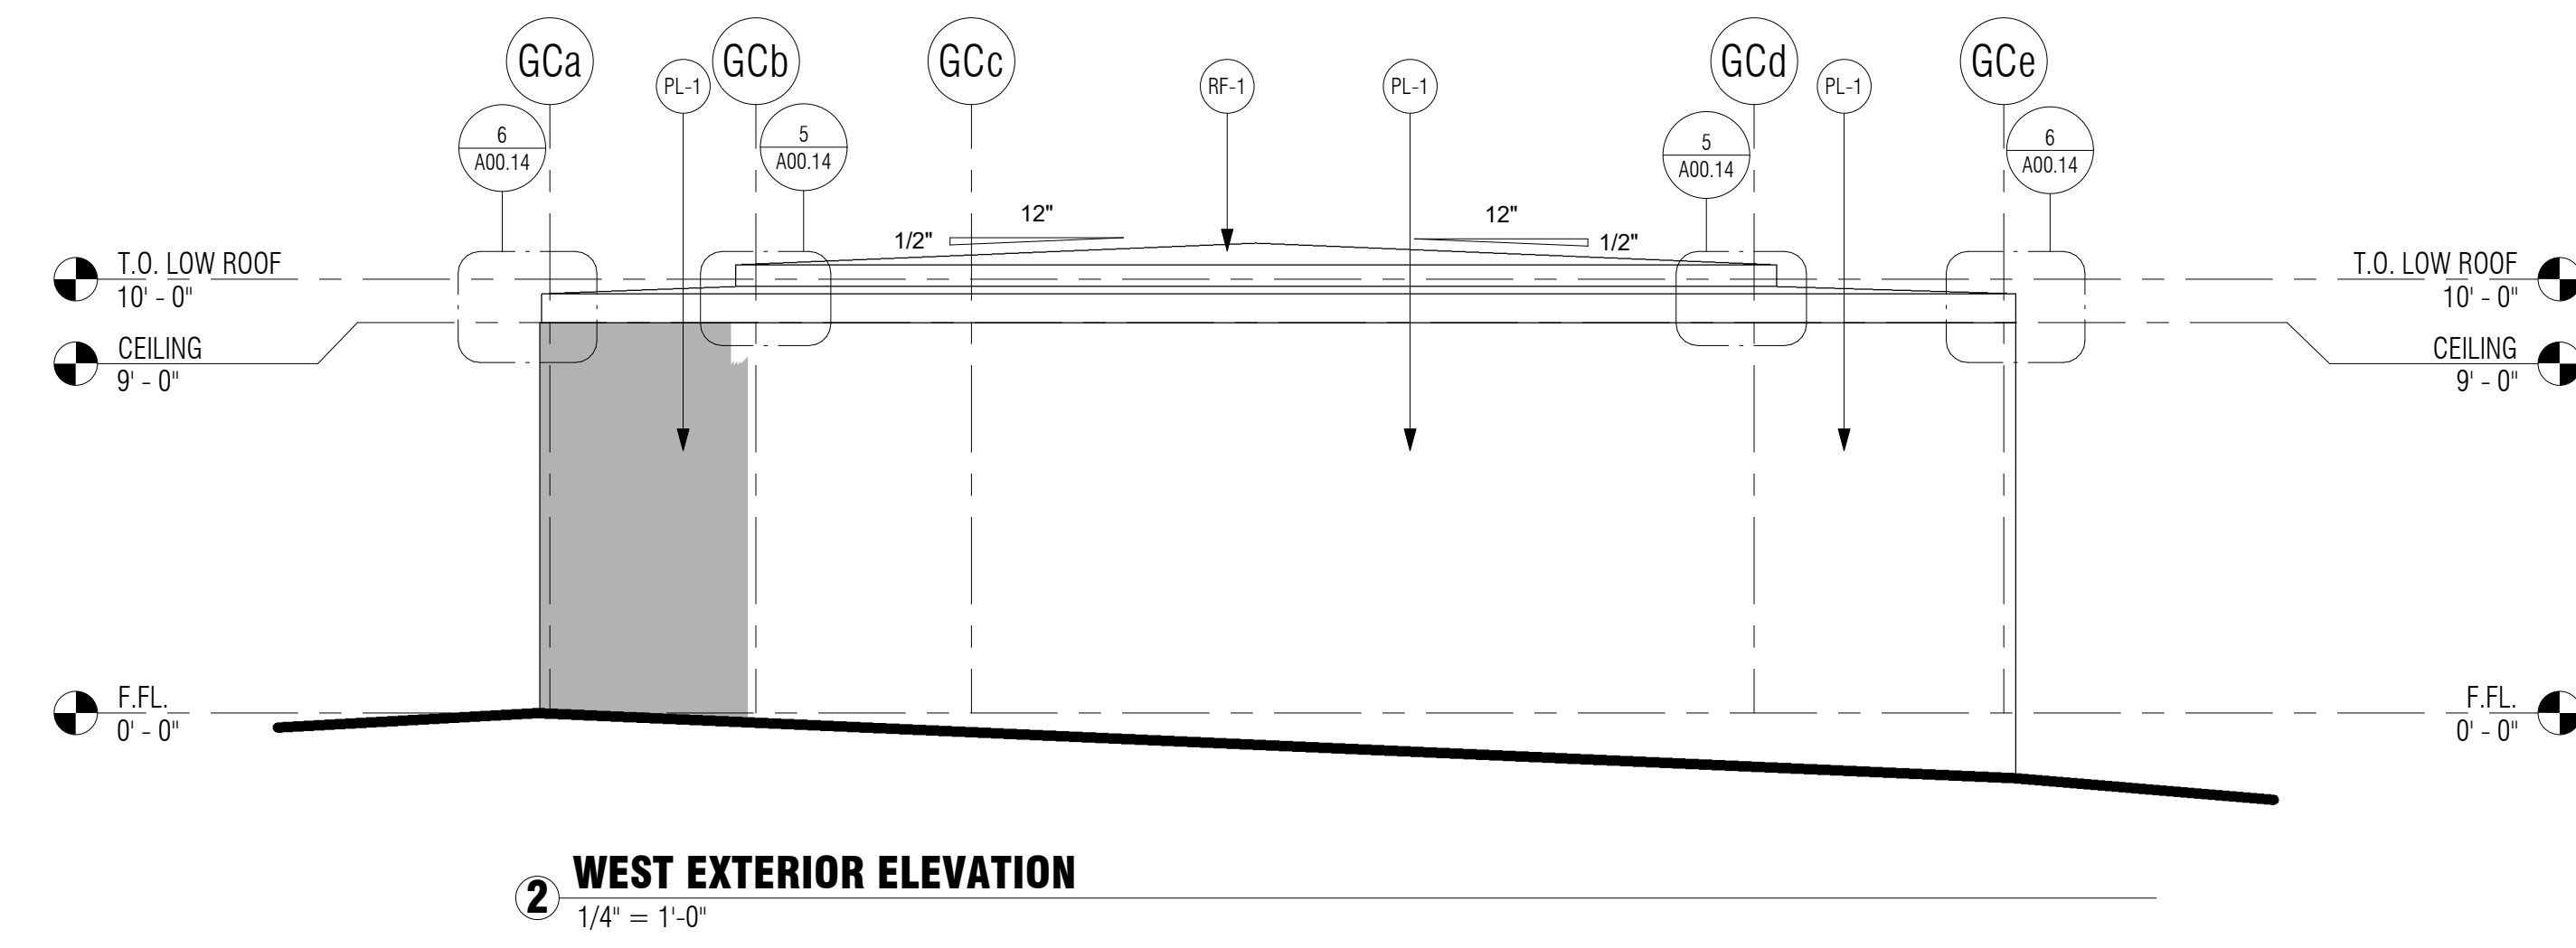 GCa
GCb
GCc
GCd
GCe
PL-1
RF-1
PL-1
PL-1
6
A00.14
5
A00.14
5
A00.14
6
A00.14
12"
1/2"
12"
1/2"
T.O. LOW ROOF
10' - 0"
CEILING
9' - 0"
F.FL.
0' - 0"
T.O. LOW ROOF
10' - 0"
CEILING
9' - 0"
F.FL.
0' - 0"
2
WEST EXTERIOR ELEVATION
1/4" = 1'-0"